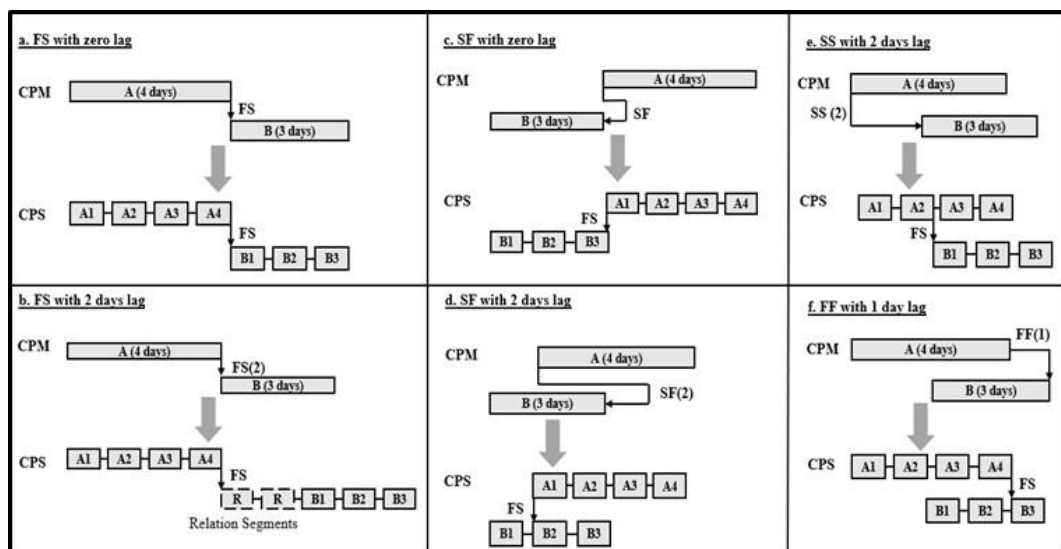 a. FS with zero lag
CPM
A (4 days)
FS
B (3 days)
CPS
A1 A2 A3 A4
FS
B1 B2 B3
b. FS with 2 days lag
CPM
A (4 days)
FS(2)
B (3 days)
CPS
A1 A2 A3 A4
FS
R R B1 B2 B3
Relation Segments
c. SF with zero lag
CPM
A (4 days)
SF
B (3 days)
CPS
A1 A2 A3 A4
FS
B1 B2 B3
d. SF with 2 days lag
CPM
A (4 days)
SF(2)
B (3 days)
CPS
A1 A2 A3 A4
FS
B1 B2 B3
e. SS with 2 days lag
CPM
A (4 days)
SS (2)
B (3 days)
CPS
A1 A2 A3 A4
FS
B1 B2 B3
f. FF with 1 day lag
FF(1)
CPM
A (4 days)
B (3 days)
CPS
A1 A2 A3 A4
FS
B1 B2 B3